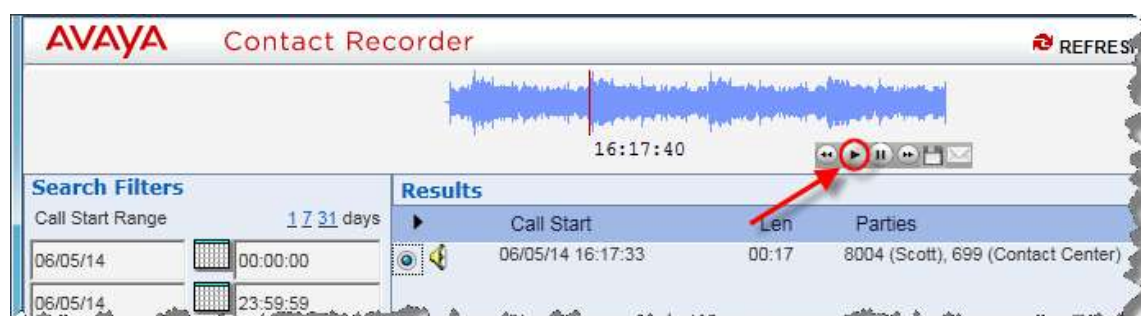 AVAYA Contact Recorder
REFRES
16:17:40
Search Filters
Results
Call Start Range 1 7 31 days
Call Start Len Parties
06/05/14 00:00:00
06/05/14 16:17:33 00:17 8004 (Scott), 699 (Contact Center)
06/05/14 23:59:59